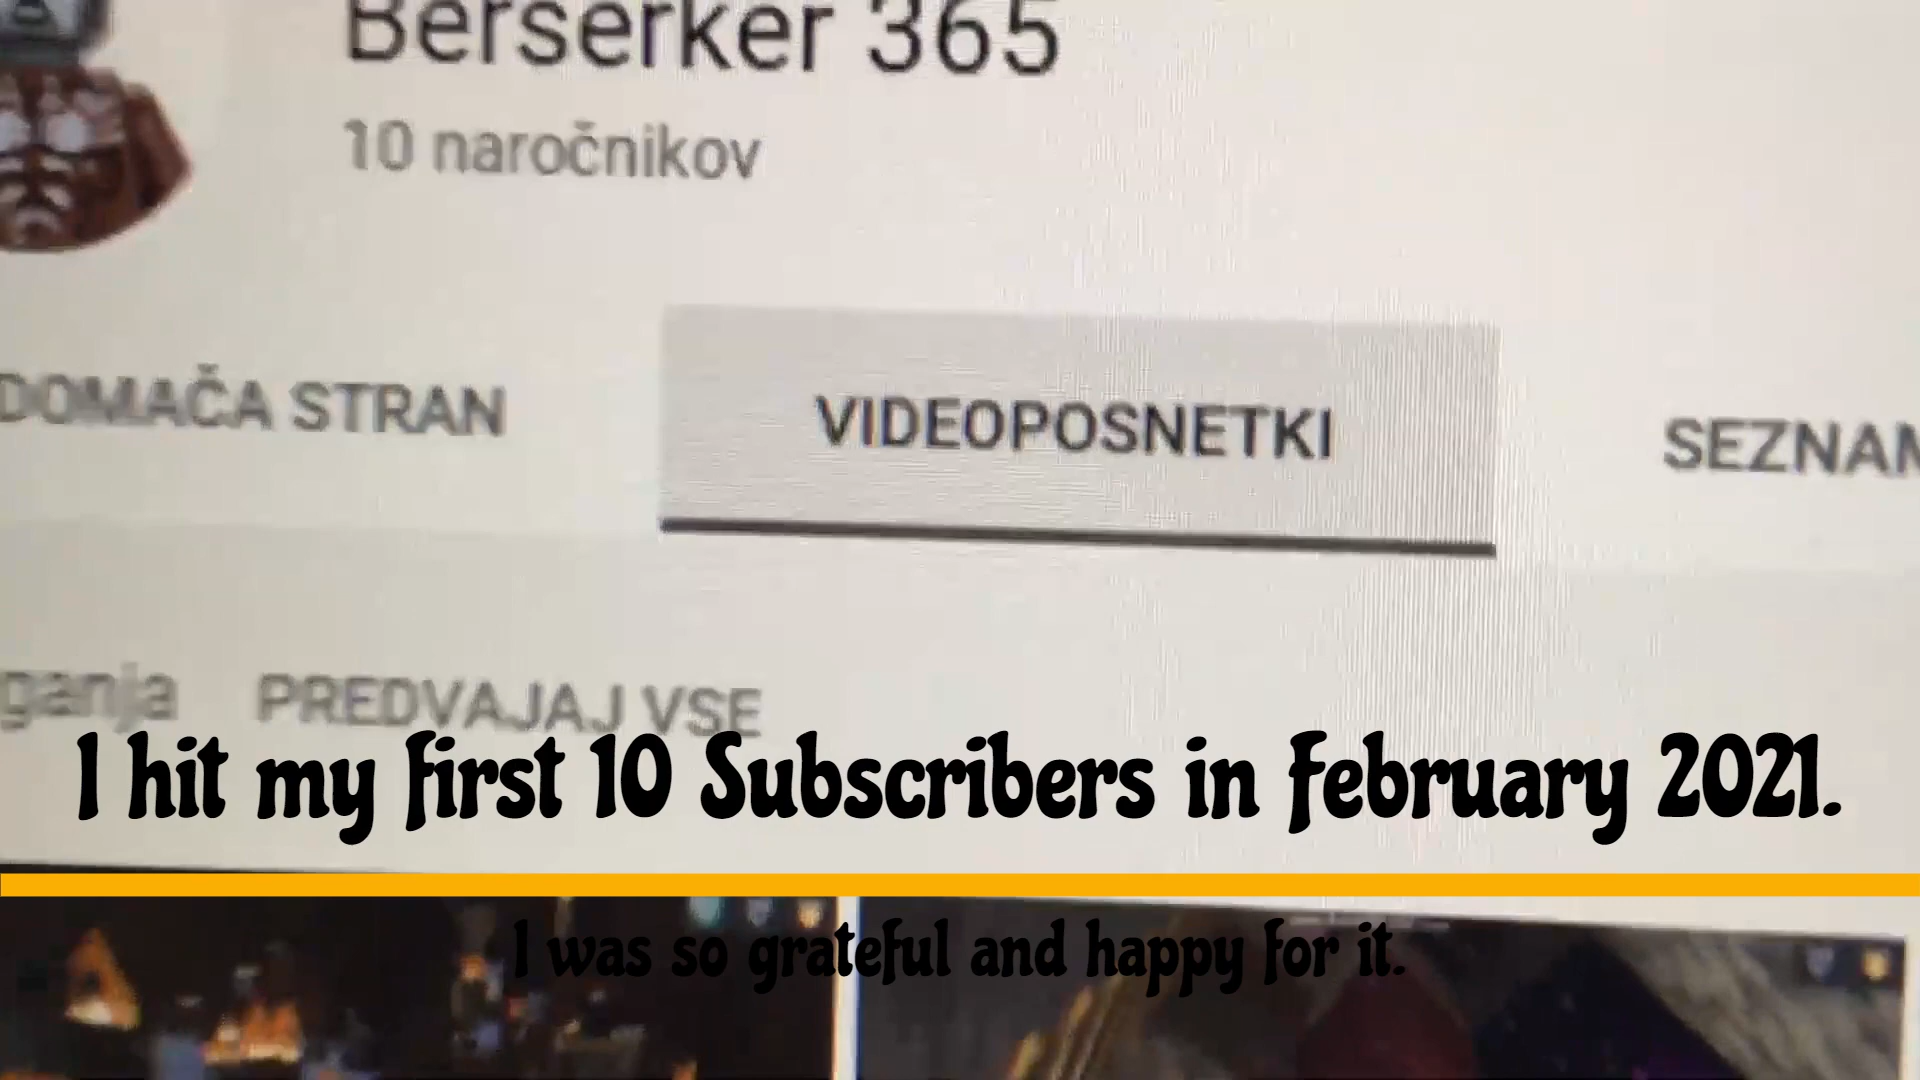 Berserker 365
10 naročnikov
DOMAČA STRAN VIDEOPOSNETKI SEZNAM
ganja PREDVAJAJ VSE
I hit my first 10 Subscribers in February 2021.
I was so grateful and happy for it.